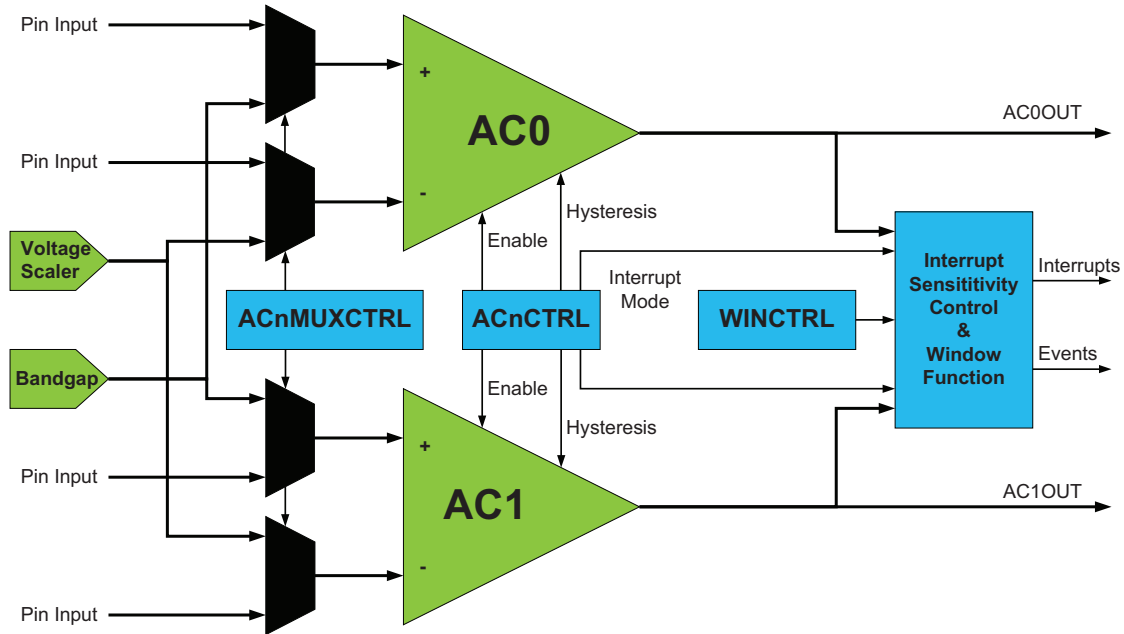 Pin Input
+
AC0
AC0OUT
Pin Input
-
Hysteresis
Enable
Voltage
Scaler
Interrupt
Mode
Interrupt
Sensititivity
Control
&
Window
Function
Interrupts
ACnMUXCTRL
ACnCTRL
WINCTRL
Events
Bandgap
Enable
Hysteresis
+
Pin Input
AC1
AC1OUT
-
Pin Input